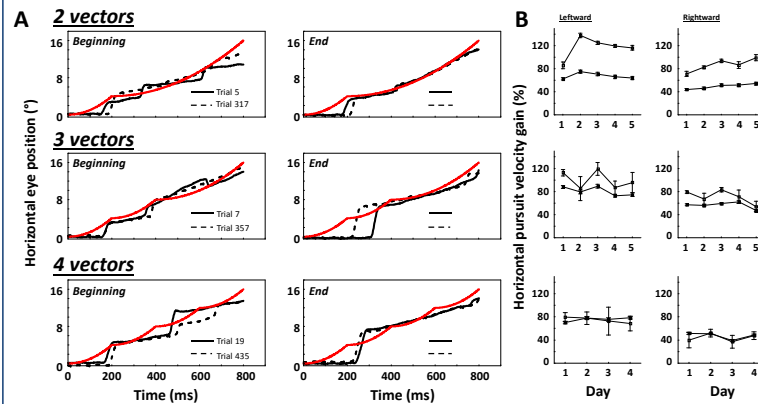 A
2 vectors
Horizontal eye position (°)
Beginning
16
8
0
Trial 5
Trial 317
End
16
8
0
3 vectors
Beginning
16
8
0
Trial 7
Trial 357
End
16
8
0
4 vectors
Beginning
16
8
0
Trial 19
Trial 435
0 200 400 600 800
Time (ms)
End
16
8
0
0 200 400 600 800
Time (ms)
B
Horizontal pursuit velocity gain (%)
Leftward
120
80
40
0
1 2 3 4 5
Rightward
120
80
40
0
1 2 3 4 5
120
80
40
0
1 2 3 4 5
120
80
40
0
1 2 3 4 5
120
80
40
0
1 2 3 4
Day
120
80
40
0
1 2 3 4
Day